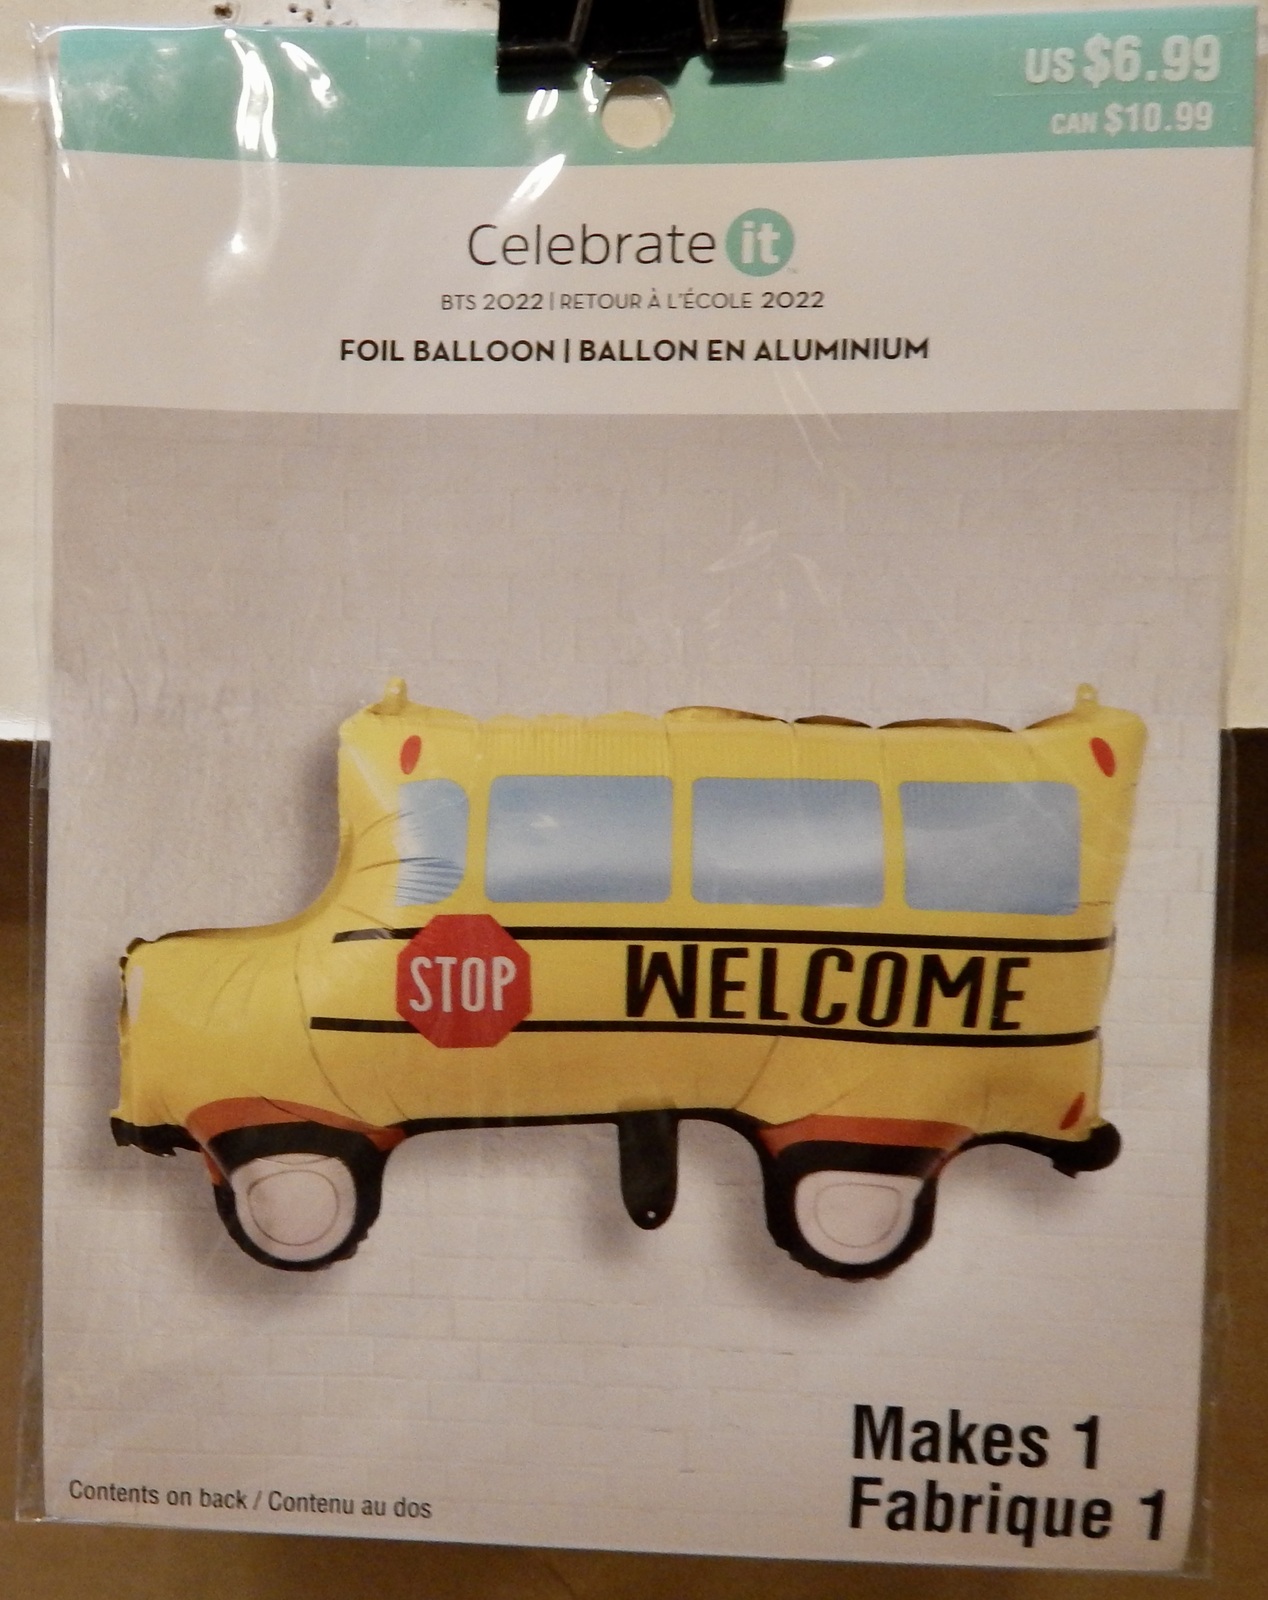 US $6.99
CAN $10.99
Celebrate it™
BTS 2022 | RETOUR À L'ÉCOLE 2022
FOIL BALLOON | BALLON EN ALUMINIUM
STOP WELCOME
Makes 1
Fabrique 1
Contents on back / Contenu au dos